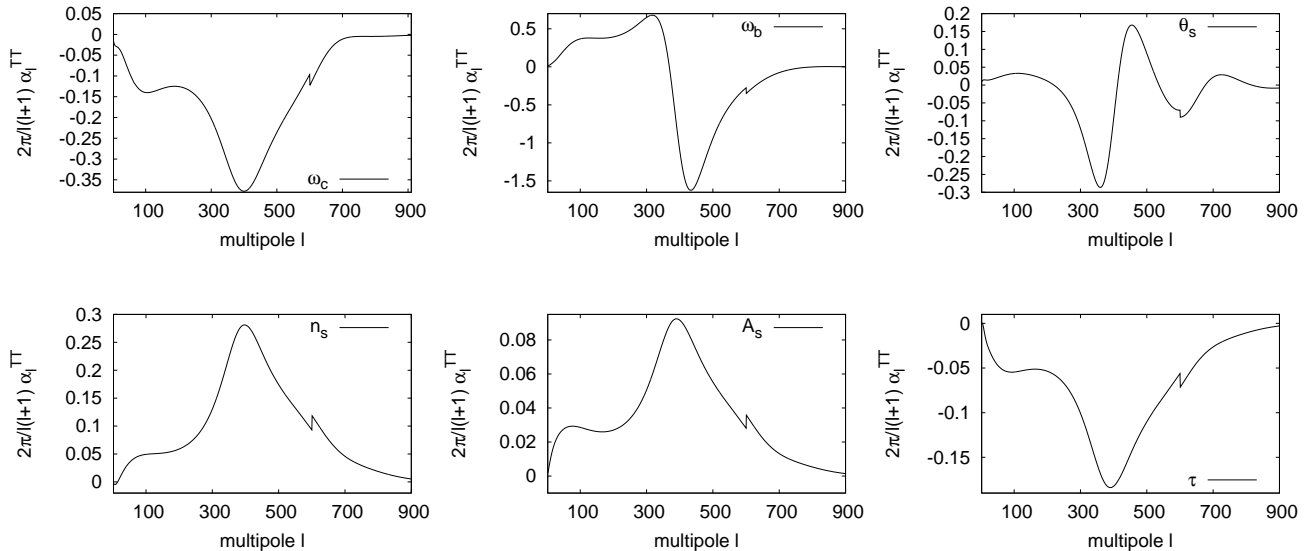 0.05
0
-0.05
-0.1
-0.15
-0.2
-0.25
-0.3
-0.35
2π/l(l+1) α_l^TT
ω_c
100 300 500 700 900
multipole l
0.5
0
-0.5
-1
-1.5
2π/l(l+1) α_l^TT
ω_b
100 300 500 700 900
multipole l
0.2
0.15
0.1
0.05
0
-0.05
-0.1
-0.15
-0.2
-0.25
-0.3
2π/l(l+1) α_l^TT
θ_s
100 300 500 700 900
multipole l
0.3
0.25
0.2
0.15
0.1
0.05
0
2π/l(l+1) α_l^TT
n_s
100 300 500 700 900
multipole l
0.08
0.06
0.04
0.02
0
2π/l(l+1) α_l^TT
A_s
100 300 500 700 900
multipole l
0
-0.05
-0.1
-0.15
2π/l(l+1) α_l^TT
τ
100 300 500 700 900
multipole l